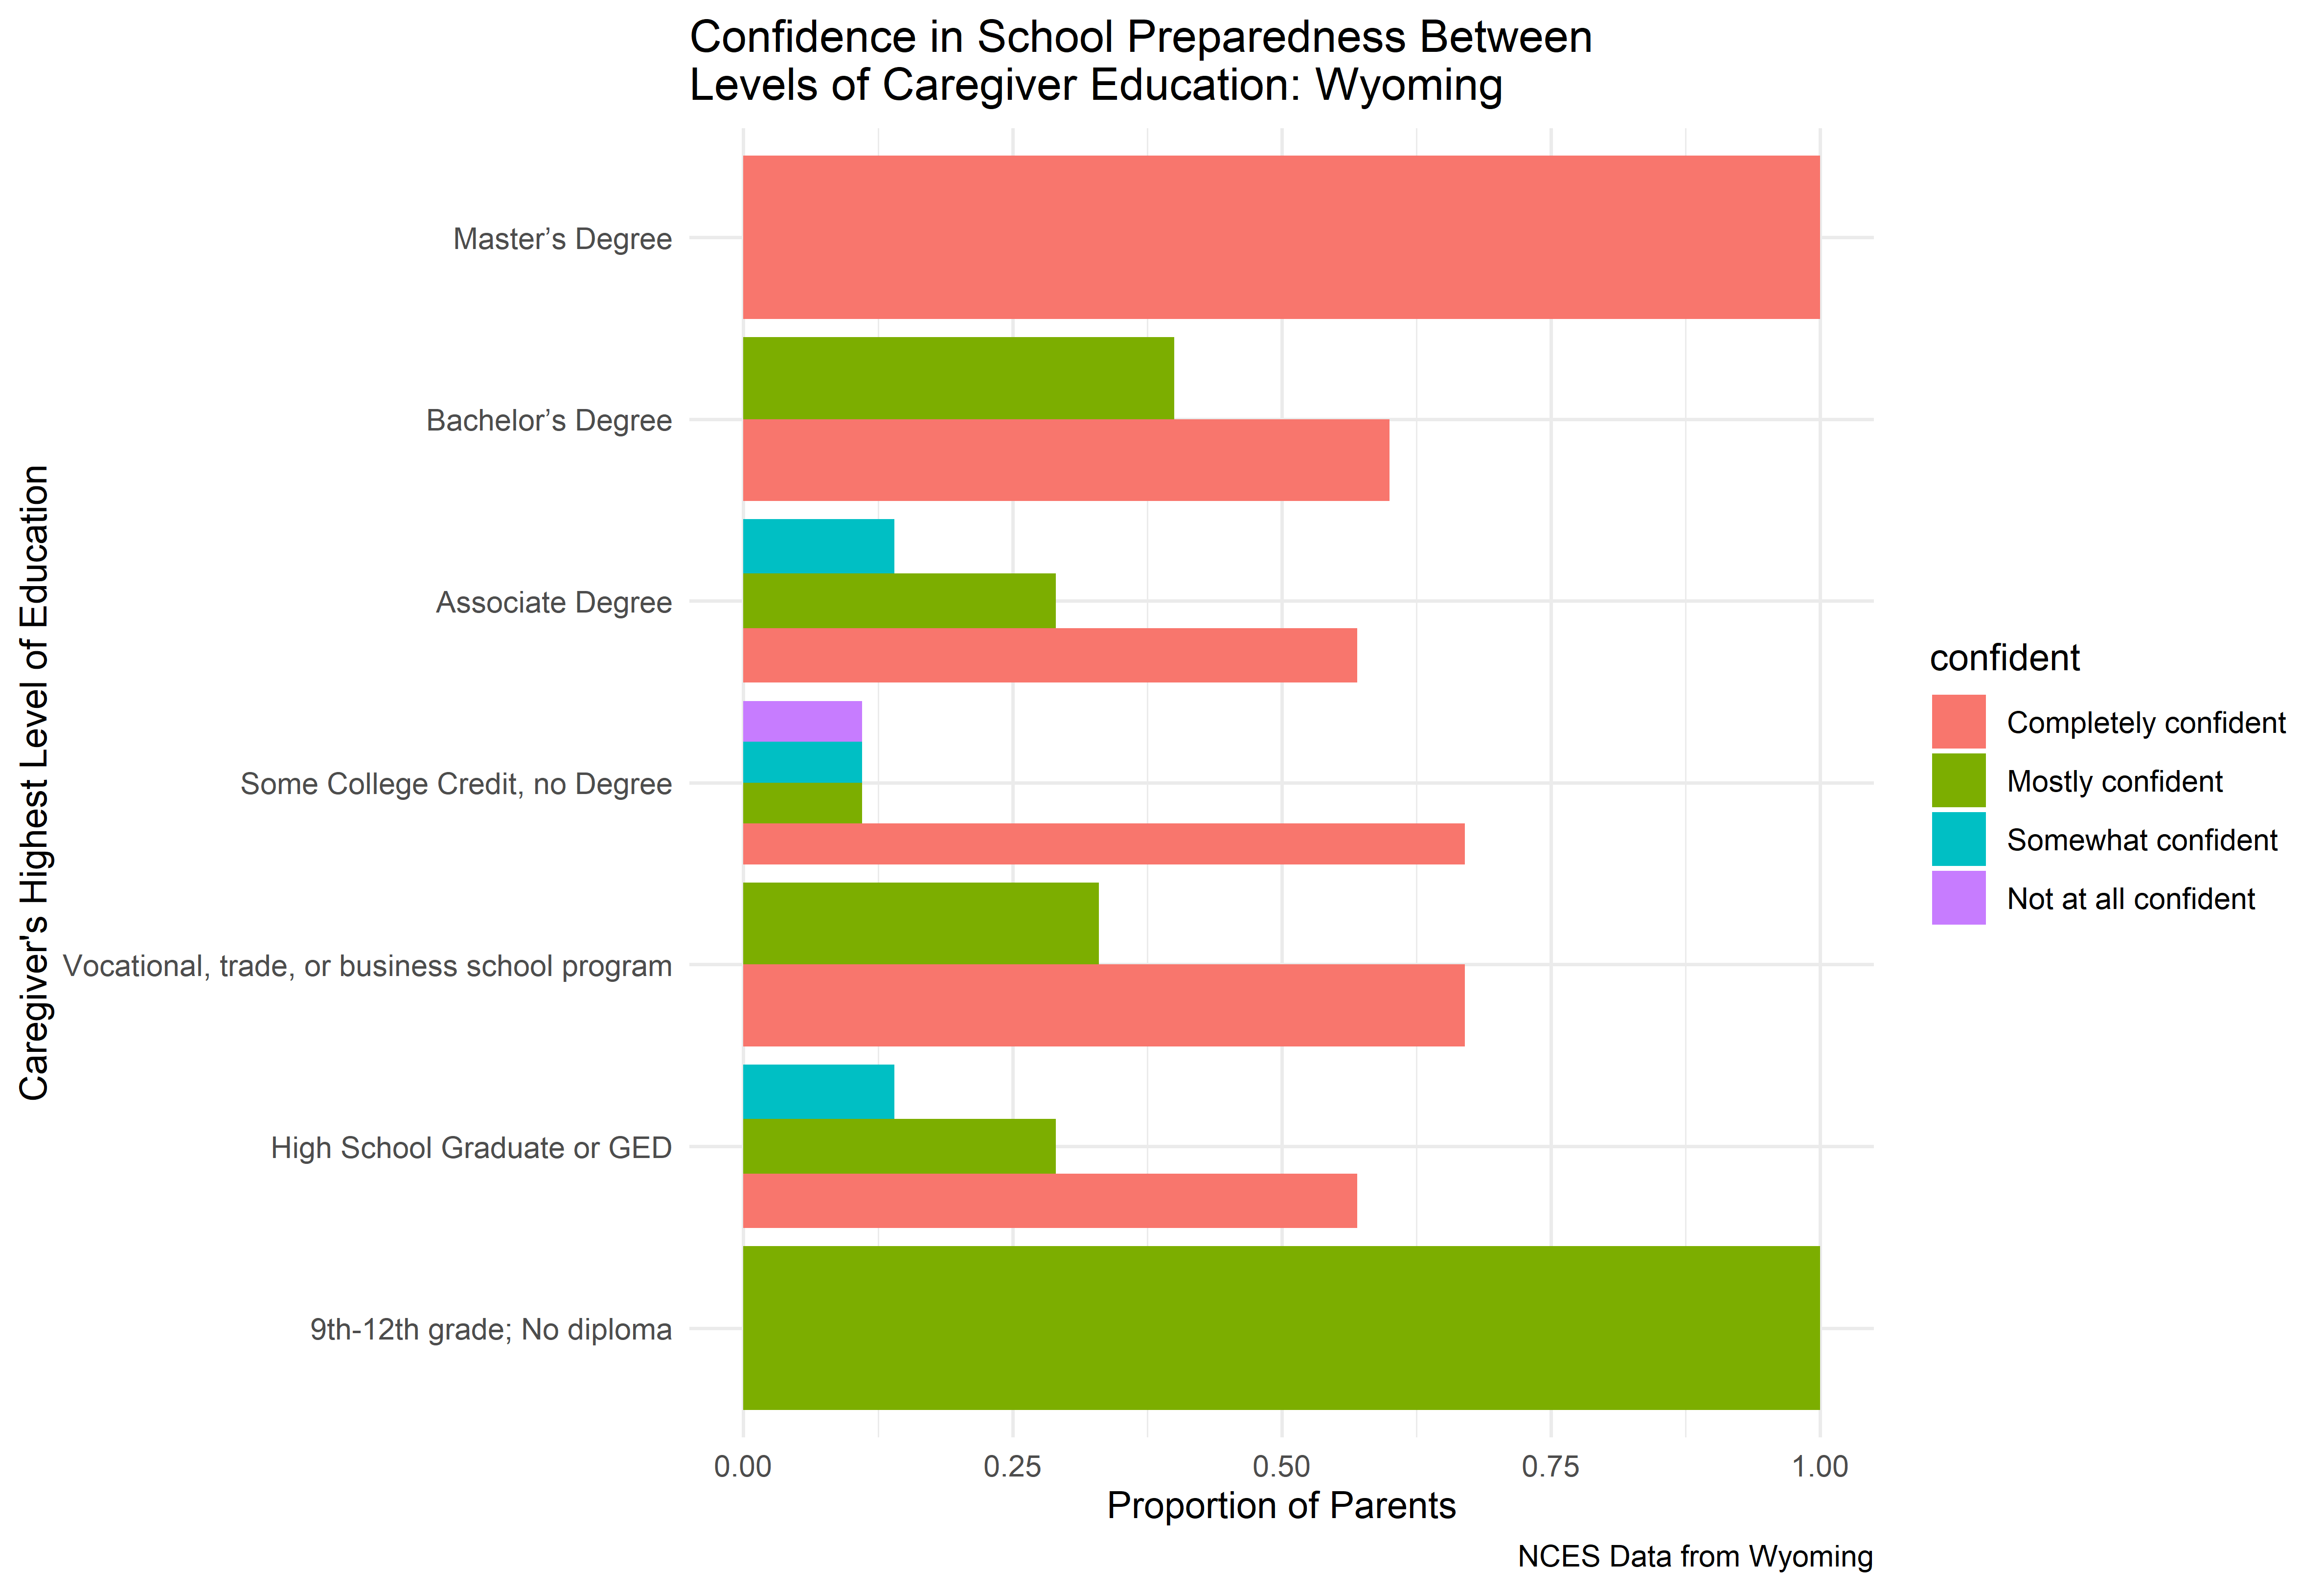 Confidence in School Preparedness Between
Levels of Caregiver Education: Wyoming
Caregiver's Highest Level of Education
Master’s Degree
Bachelor’s Degree
Associate Degree
Some College Credit, no Degree
Vocational, trade, or business school program
High School Graduate or GED
9th-12th grade; No diploma
0.00 0.25 0.50 0.75 1.00
Proportion of Parents
confident
Completely confident
Mostly confident
Somewhat confident
Not at all confident
NCES Data from Wyoming